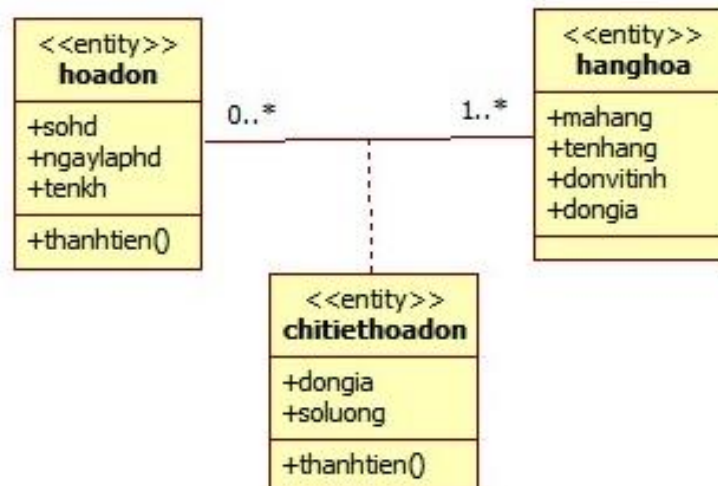 <<entity>>
hoadon
+sohd
+ngaylaphd
+tenkh
+thanhtien()
0..*
1..*
<<entity>>
hanghoa
+mahang
+tenhang
+donvitinh
+dongia
<<entity>>
chitiethoadon
+dongia
+soluong
+thanhtien()